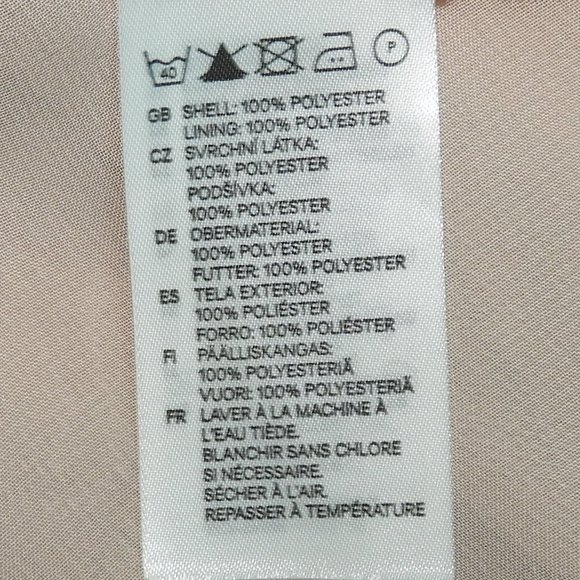 40 P
GB SHELL: 100% POLYESTER
LINING: 100% POLYESTER
CZ SVRCHNÍ LÁTKA:
100% POLYESTER
PODŠÍVKA:
100% POLYESTER
DE OBERMATERIAL:
100% POLYESTER
FUTTER: 100% POLYESTER
ES TELA EXTERIOR:
100% POLIÉSTER
FORRO: 100% POLIÉSTER
FI PÄÄLLISKANGAS:
100% POLYESTERIÄ
VUORI: 100% POLYESTERIÄ
FR LAVER À LA MACHINE À
L'EAU TIÈDE.
BLANCHIR SANS CHLORE
SI NÉCESSAIRE.
SÉCHER À L'AIR.
REPASSER À TEMPÉRATURE